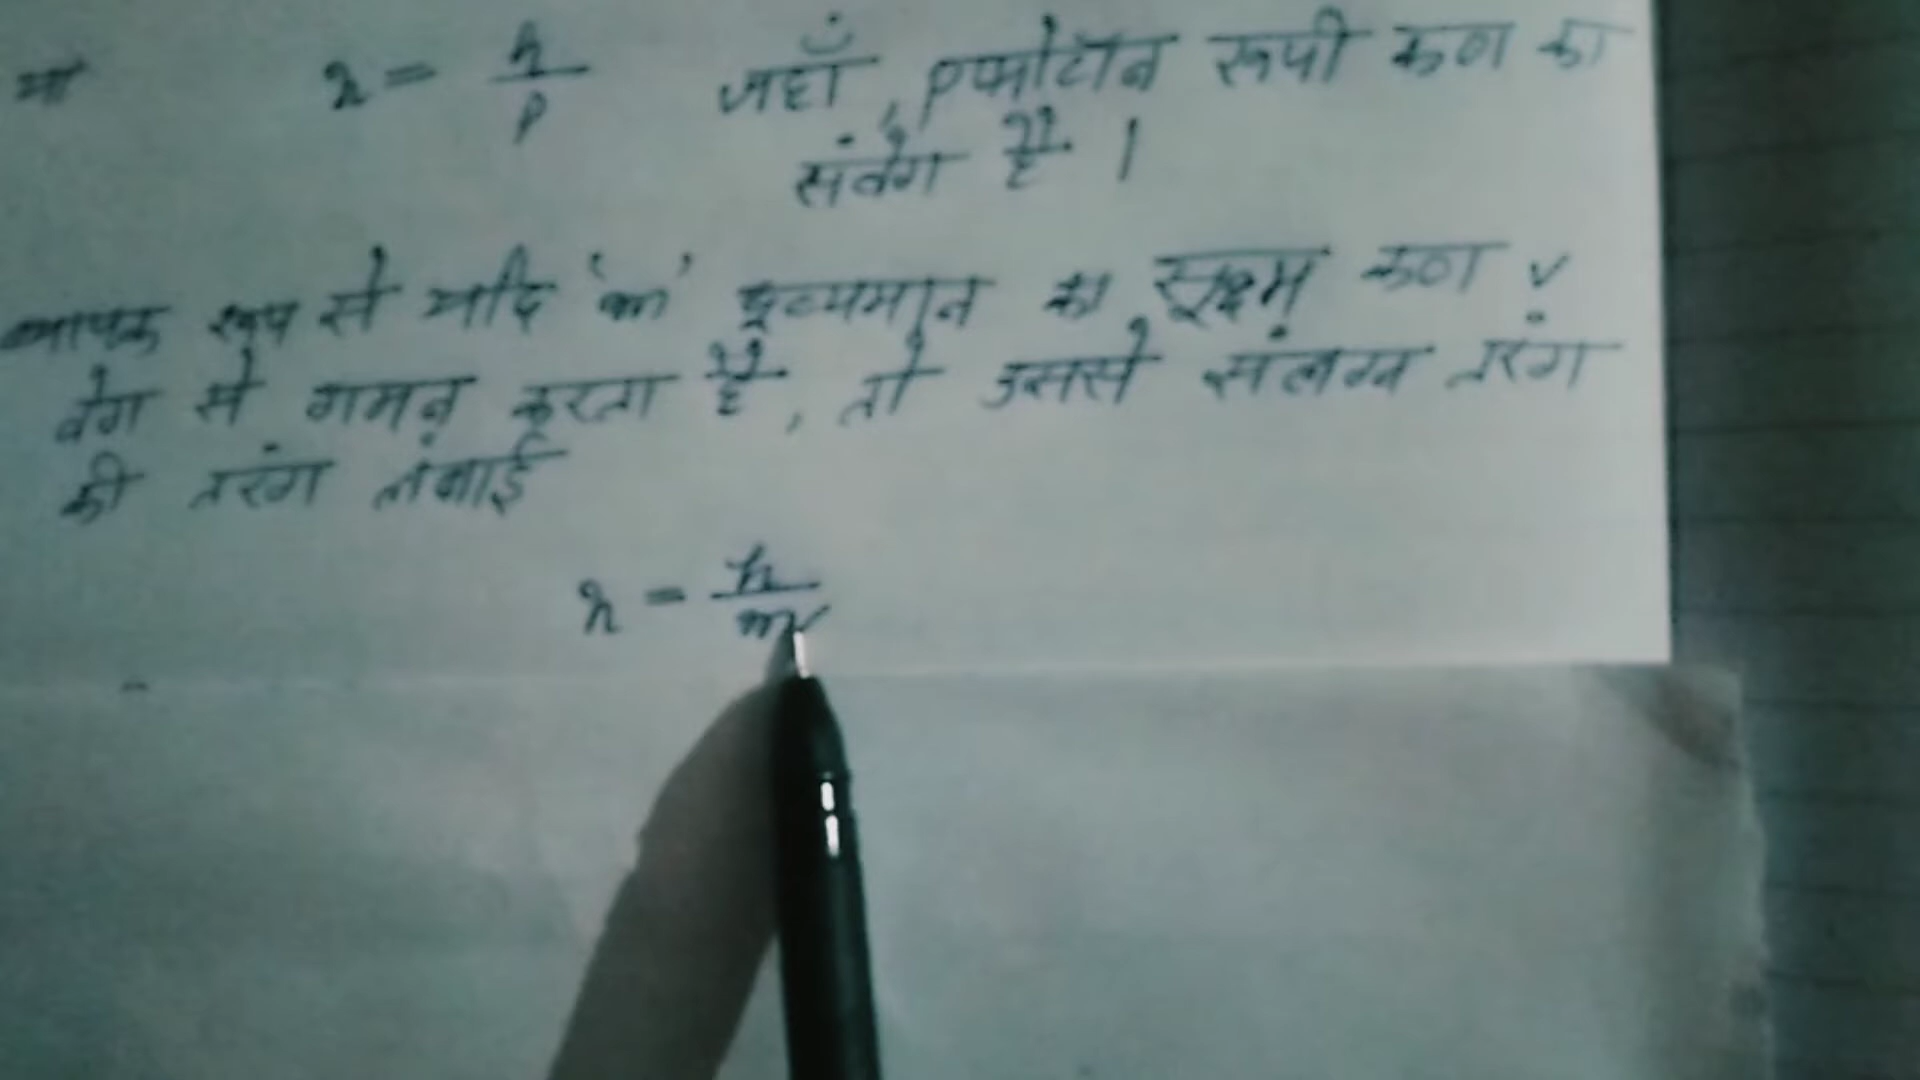 या λ = h/p जहाँ, p फोटॉन रूपी कण का
संवेग है ।
व्यापक रूप से यदि 'm' द्रव्यमान का सूक्ष्म कण v
वेग से गमन करता है, तो उससे संलग्न तरंग
की तरंग लंबाई
λ = h/mv